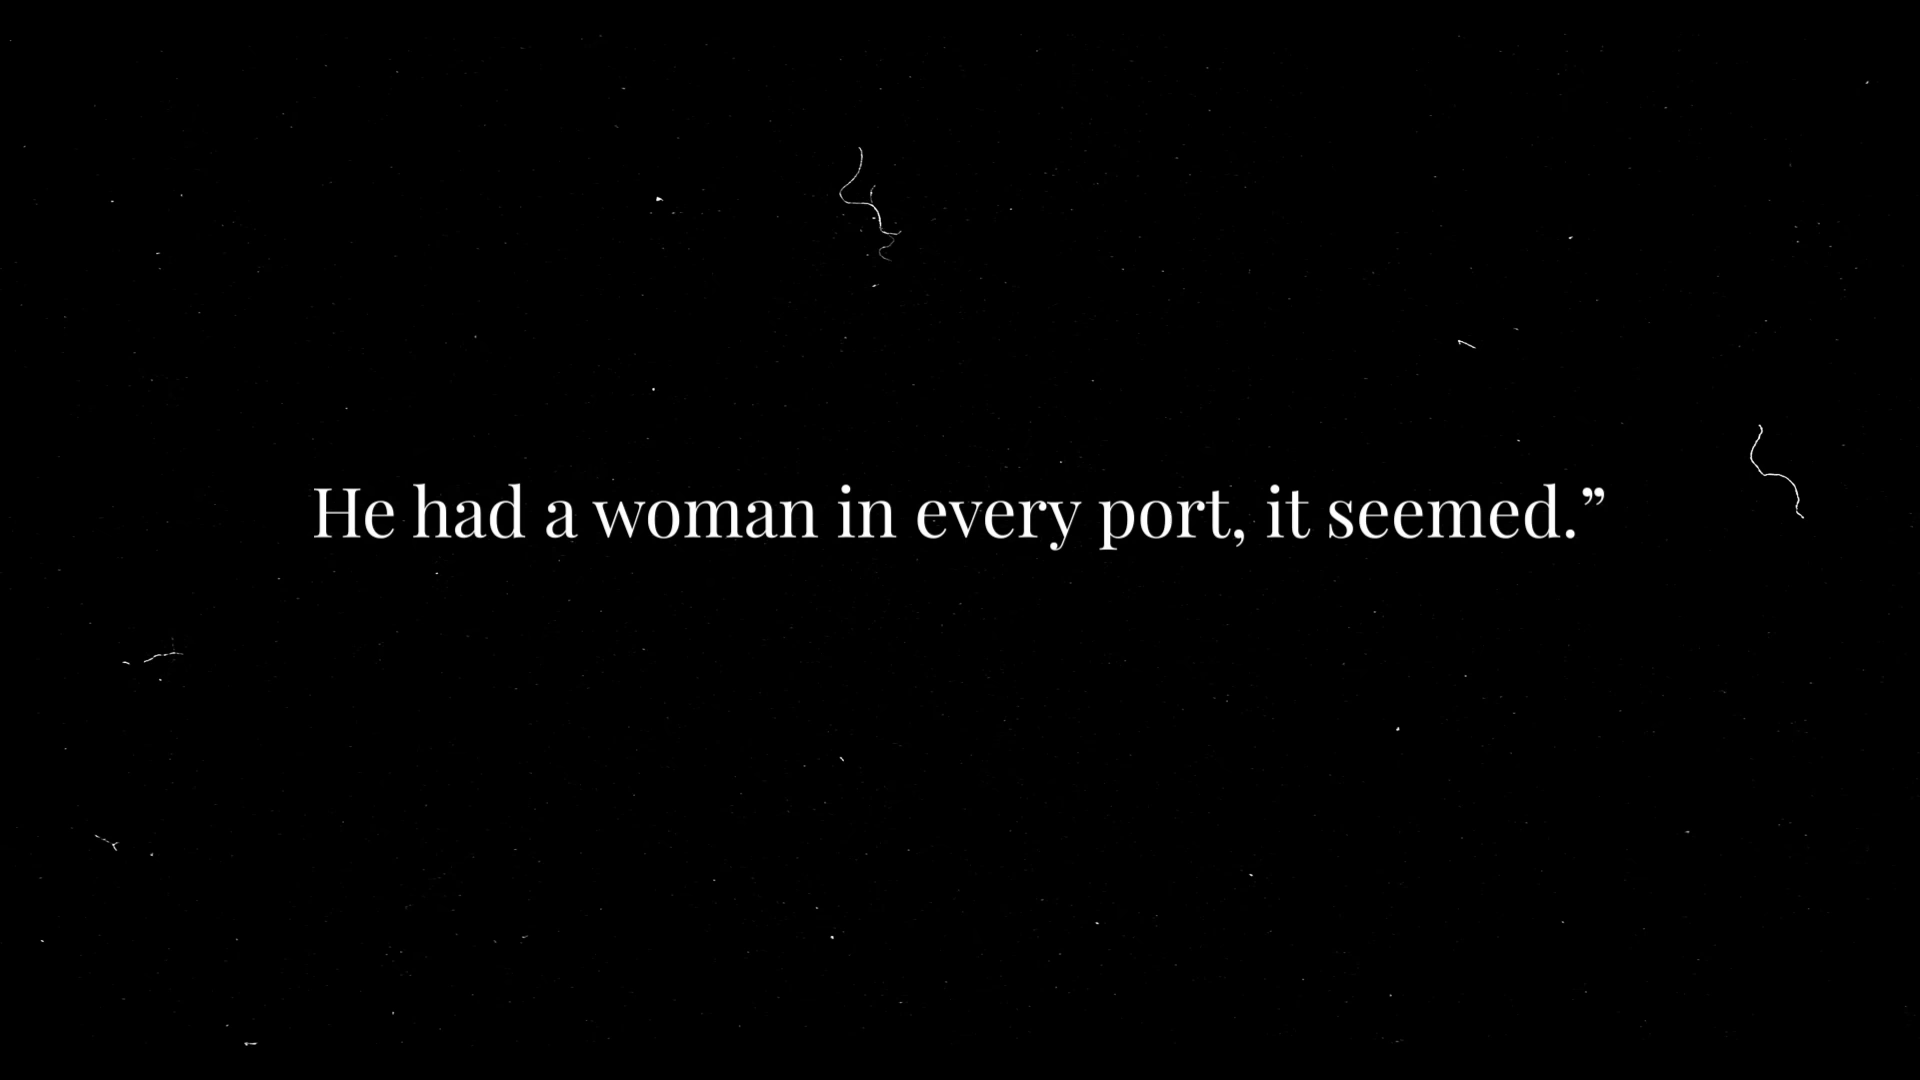 He had a woman in every port, it seemed.”